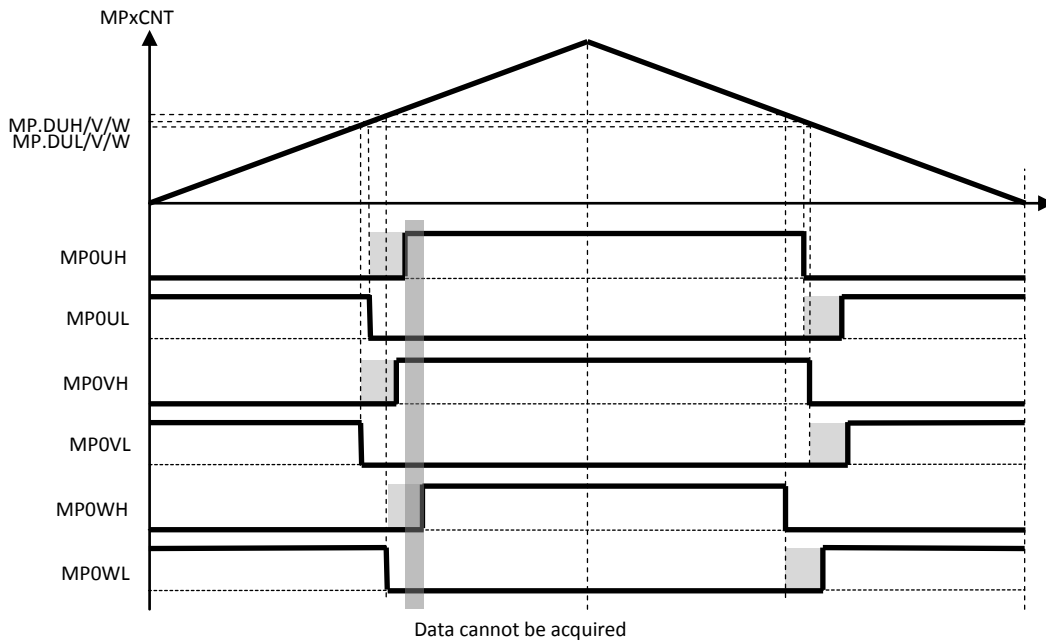 MPxCNT
MP.DUH/V/W
MP.DUL/V/W
MP0UH
MP0UL
MP0VH
MP0VL
MP0WH
MP0WL
Data cannot be acquired